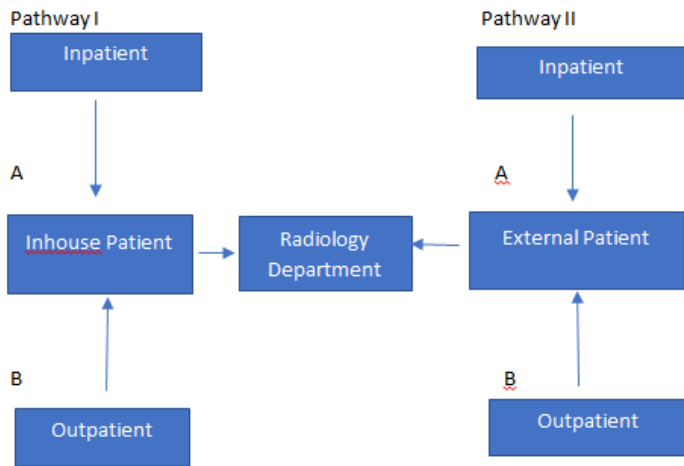 Pathway I
Pathway II
Inpatient
Inpatient
A
A
Inhouse Patient
Radiology
Department
External Patient
B
B
Outpatient
Outpatient